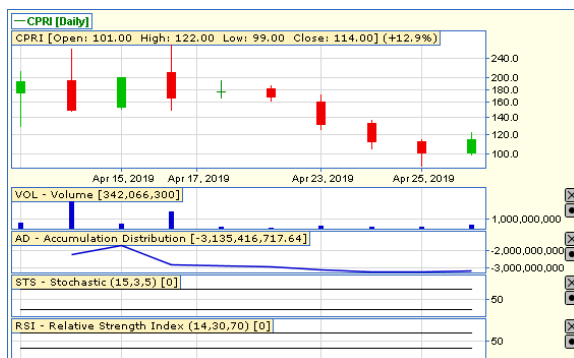 CPRI [Daily]
CPRI [Open: 101.00 High: 122.00 Low: 99.00 Close: 114.00] (+12.9%)
240.0
200.0
180.0
160.0
140.0
120.0
100.0
Apr 15, 2019 Apr 17, 2019 Apr 23, 2019 Apr 25, 2019
VOL - Volume [342,066,300]
1,000,000,000
AD - Accumulation Distribution [-3,135,416,717.64]
-2,000,000,000
-3,000,000,000
STS - Stochastic (15,3,5) [0]
50
RSI - Relative Strength Index (14,30,70) [0]
50